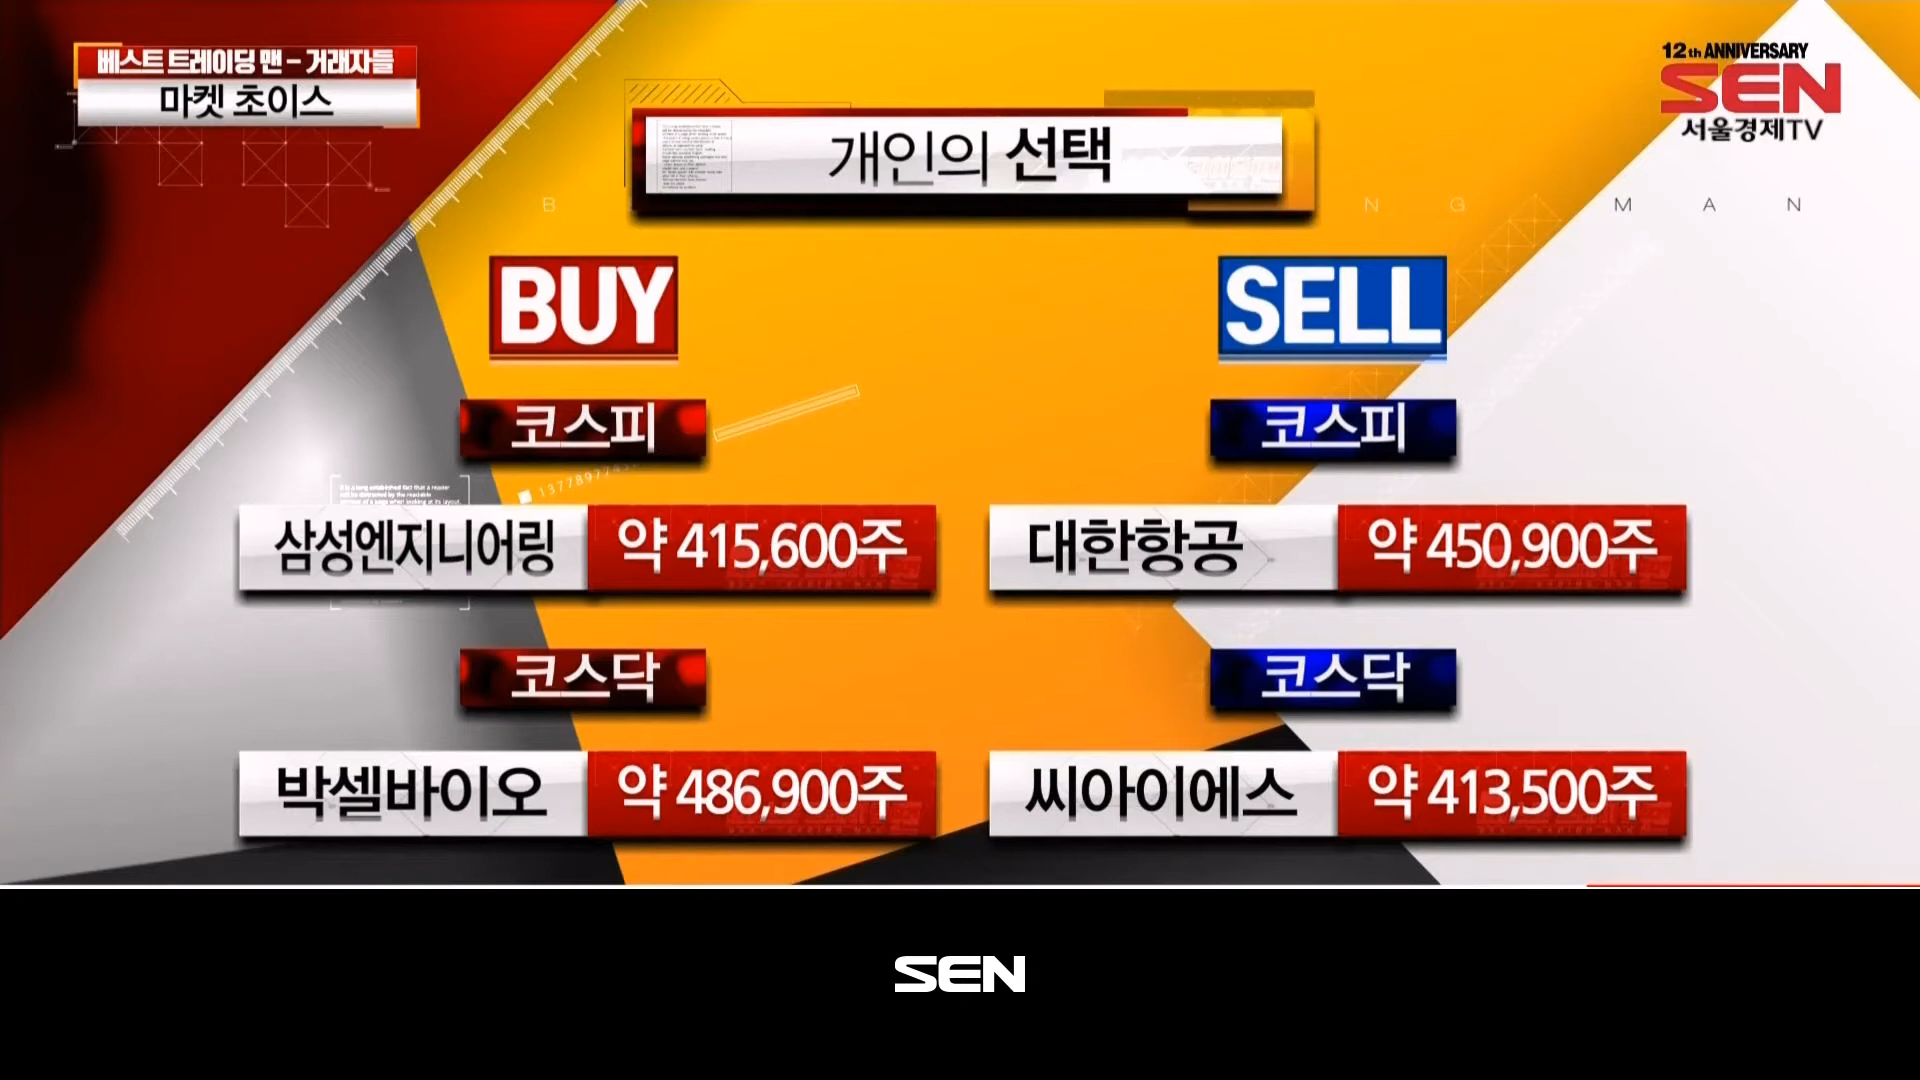 베스트 트레이딩 맨 - 거래자들
마켓 초이스
12th ANNIVERSARY
SEN
서울경제TV
개인의 선택
B NG MAN
BUY
SELL
코스피
코스피
삼성엔지니어링 약 415,600주
대한항공 약 450,900주
코스닥
코스닥
박셀바이오 약 486,900주
씨아이에스 약 413,500주
SEN